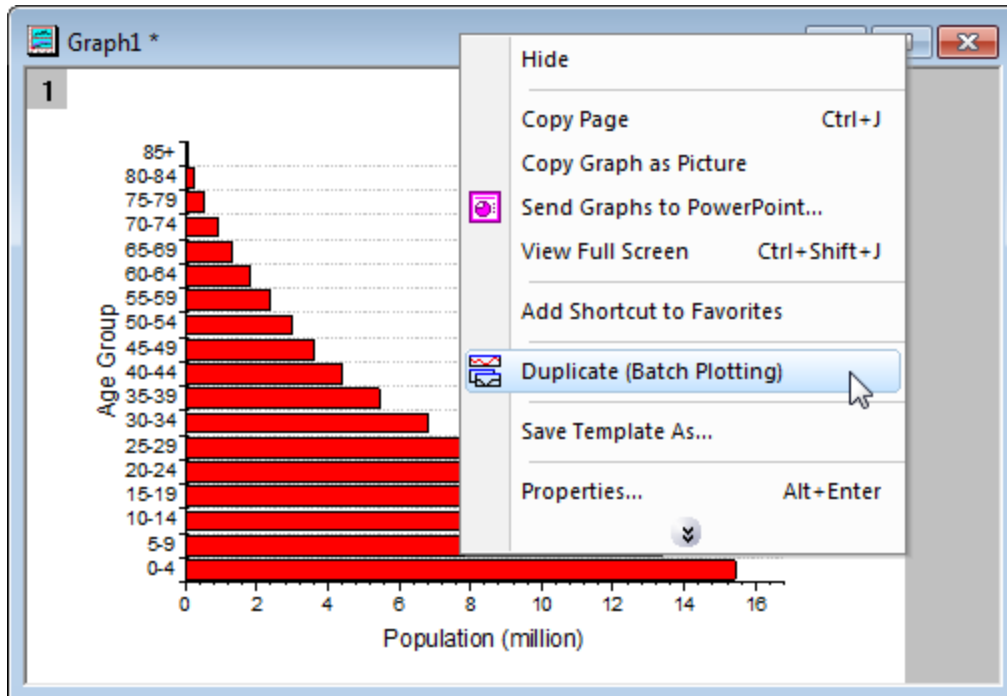 Graph1 *
1
Hide
Copy Page Ctrl+J
Copy Graph as Picture
Send Graphs to PowerPoint...
View Full Screen Ctrl+Shift+J
Add Shortcut to Favorites
Duplicate (Batch Plotting)
Save Template As...
Properties... Alt+Enter
Age Group
85+
80-84
75-79
70-74
65-69
60-64
55-59
50-54
45-49
40-44
35-39
30-34
25-29
20-24
15-19
10-14
5-9
0-4
0 2 4 6 8 10 12 14 16
Population (million)